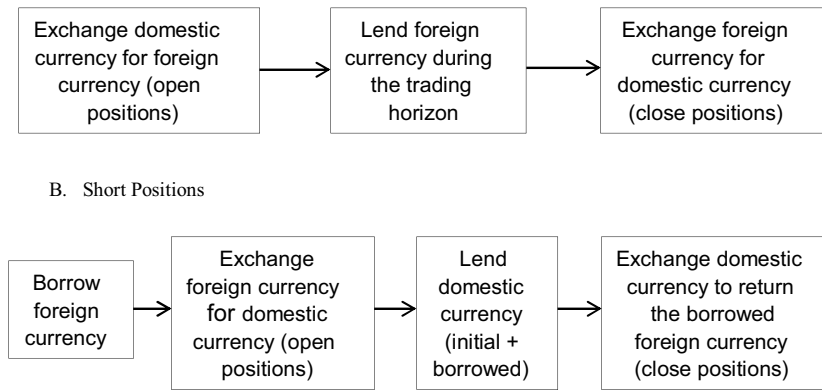 Exchange domestic
currency for foreign
currency (open
positions)
Lend foreign
currency during
the trading
horizon
Exchange foreign
currency for
domestic currency
(close positions)
B. Short Positions
Borrow
foreign
currency
Exchange
foreign currency
for domestic
currency (open
positions)
Lend
domestic
currency
(initial +
borrowed)
Exchange domestic
currency to return
the borrowed
foreign currency
(close positions)